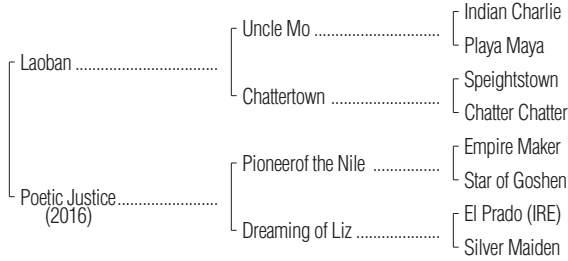 Indian Charlie
Uncle Mo ..............................
Playa Maya
Laoban ..................................
Speightstown
Chattertown ..........................
Chatter Chatter
Empire Maker
Pioneerof the Nile ................
Star of Goshen
Poetic Justice........................
(2016)
El Prado (IRE)
Dreaming of Liz ....................
Silver Maiden